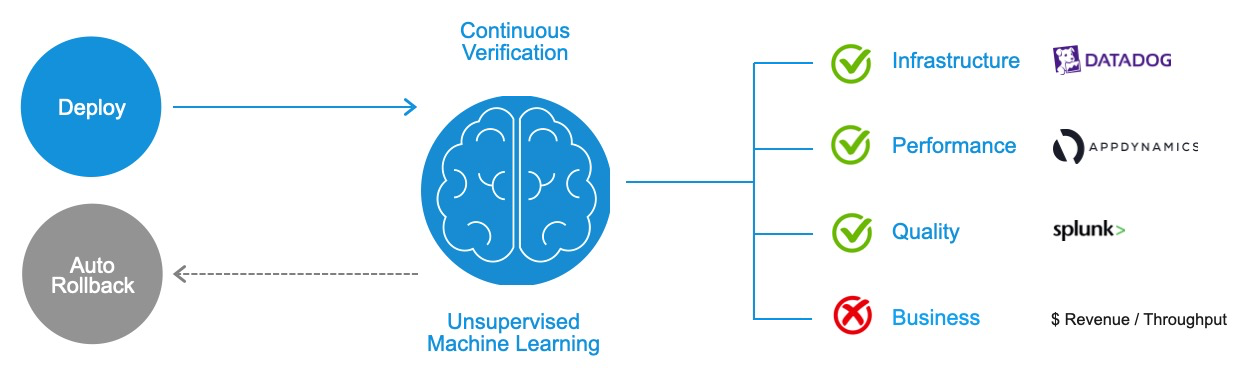 Continuous
Verification
Deploy
Auto
Rollback
Unsupervised
Machine Learning
Infrastructure
DATADOG
Performance
APPDYNAMICS
Quality
splunk>
Business
$ Revenue / Throughput